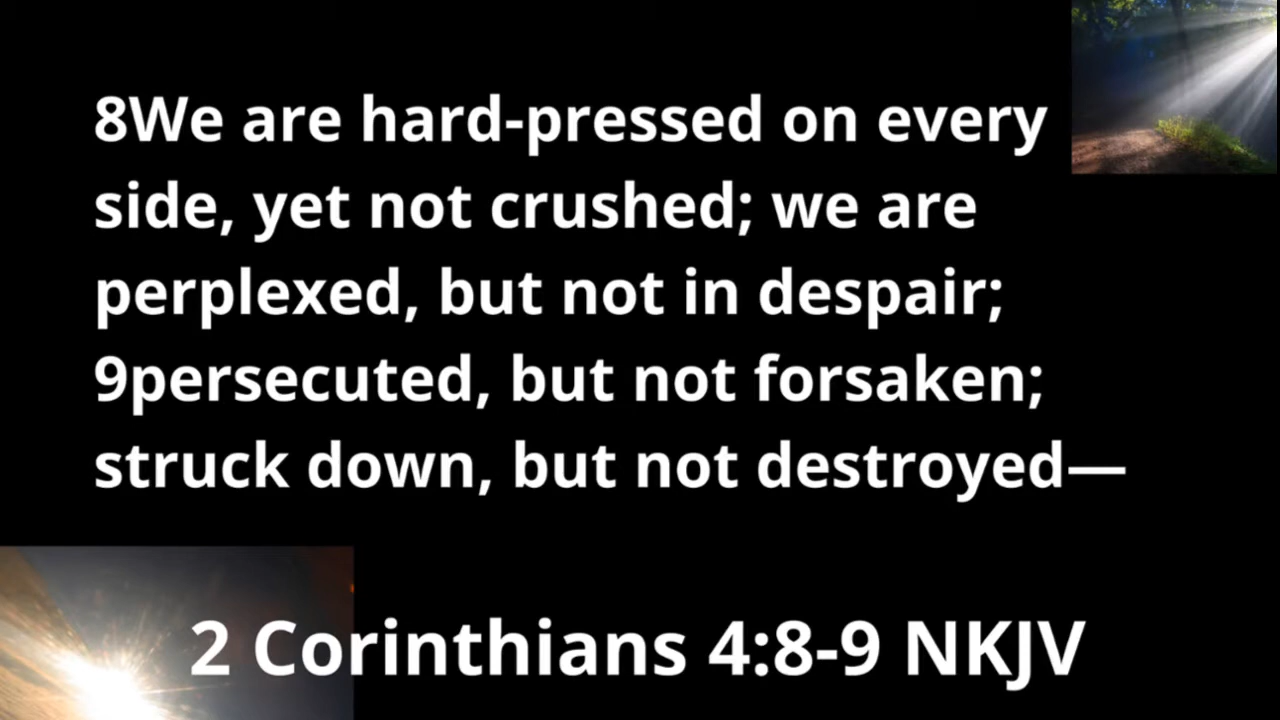 8We are hard-pressed on every
side, yet not crushed; we are
perplexed, but not in despair;
9persecuted, but not forsaken;
struck down, but not destroyed—
2 Corinthians 4:8-9 NKJV